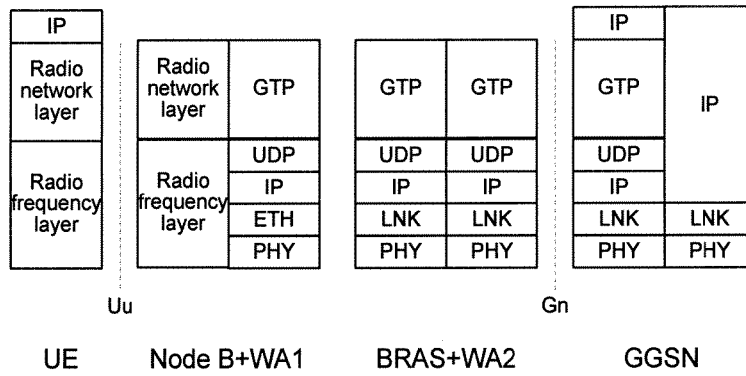 IP
Radio
network
layer
Radio
frequency
layer
Radio
network
layer
GTP
Radio
frequency
layer
UDP
IP
ETH
PHY
GTP
GTP
UDP
UDP
IP
IP
LNK
LNK
PHY
PHY
IP
GTP
IP
UDP
IP
LNK
LNK
PHY
PHY
Uu
Gn
UE
Node B+WA1
BRAS+WA2
GGSN